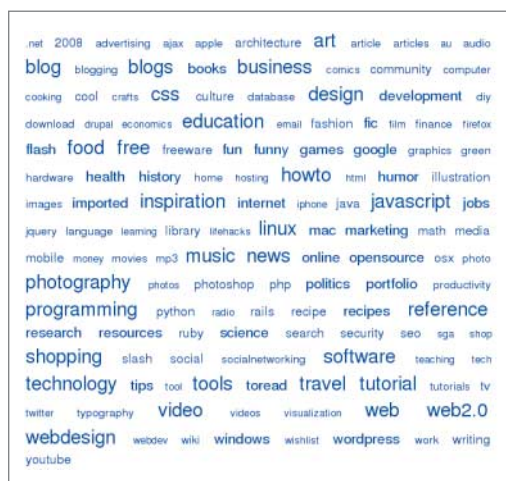 .net 2008 advertising ajax apple architecture art article articles au audio
blog blogging blogs books business comics community computer
cooking cool crafts css culture database design development diy
download drupal economics education email fashion fic film finance firefox
flash food free freeware fun funny games google graphics green
hardware health history home hosting howto html humor illustration
images imported inspiration internet iphone java javascript jobs
jquery language learning library lifehacks linux mac marketing math media
mobile money movies mp3 music news online opensource osx photo
photography photos photoshop php politics portfolio productivity
programming python radio rails recipe recipes reference
research resources ruby science search security seo sga shop
shopping slash social socialnetworking software teaching tech
technology tips tool tools toread travel tutorial tutorials tv
twitter typography video videos visualization web web2.0
webdesign webdev wiki windows wishlist wordpress work writing
youtube